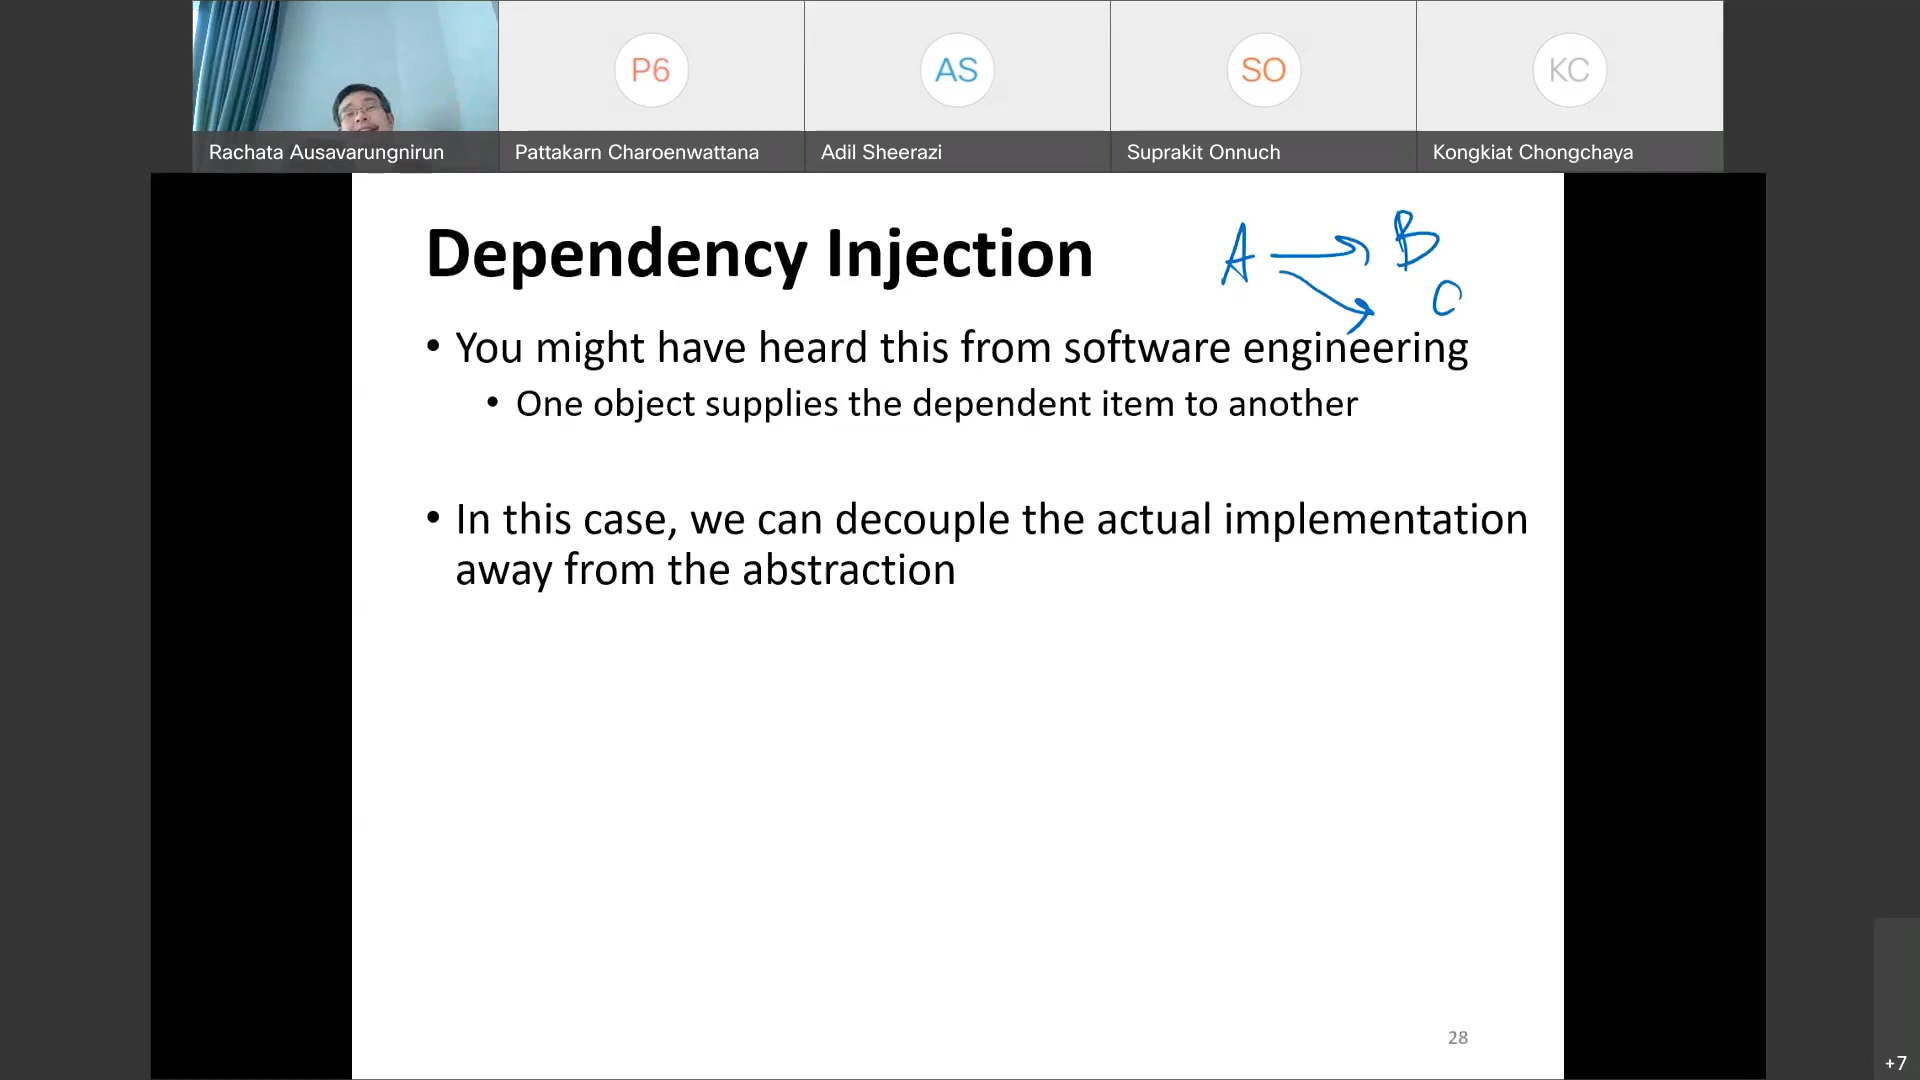 P6
AS
SO
KC
Rachata Ausavarungnirun
Pattakarn Charoenwattana
Adil Sheerazi
Suprakit Onnuch
Kongkiat Chongchaya
Dependency Injection
A B
C
• You might have heard this from software engineering
• One object supplies the dependent item to another
• In this case, we can decouple the actual implementation
away from the abstraction
28
+7